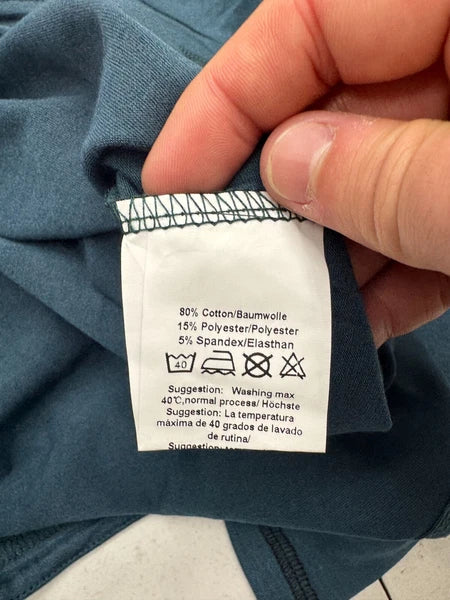 80% Cotton/Baumwolle
15% Polyester/Polyester
5% Spandex/Elasthan
40
Suggestion: Washing max
40℃,normal process/ Höchste
Suggestion: La temperatura
máxima de 40 grados de lavado
de rutina/